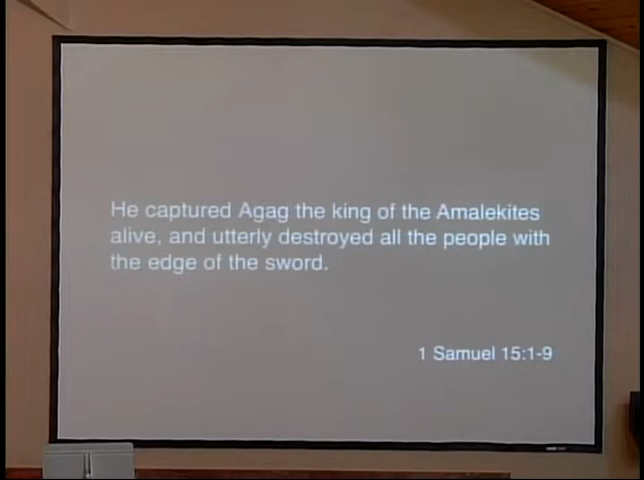 He captured Agag the king of the Amalekites
alive, and utterly destroyed all the people with
the edge of the sword.
1 Samuel 15:1-9